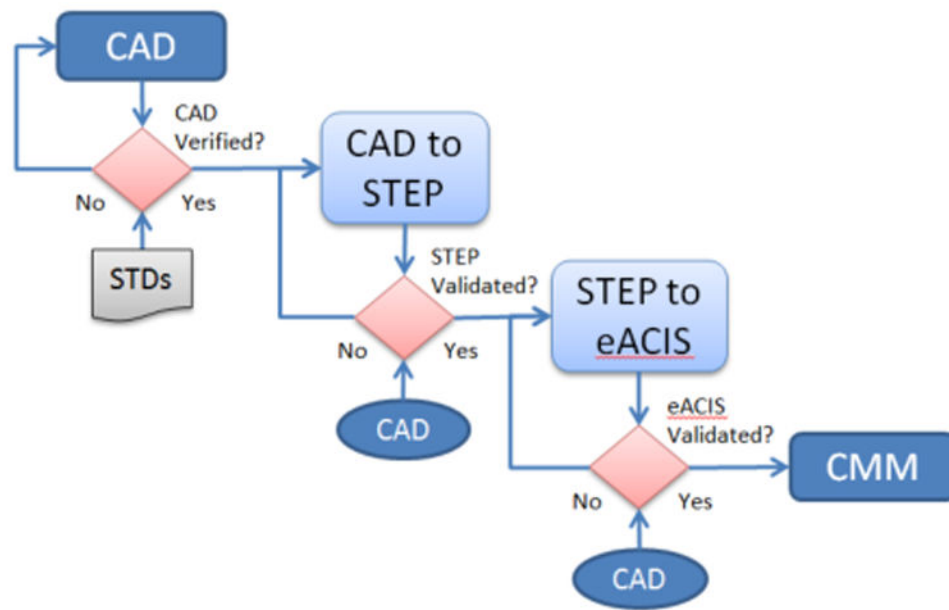 CAD
CAD
Verified?
No
Yes
STDs
CAD to
STEP
STEP
Validated?
No
Yes
CAD
STEP to
eACIS
eACIS
Validated?
No
Yes
CAD
CMM